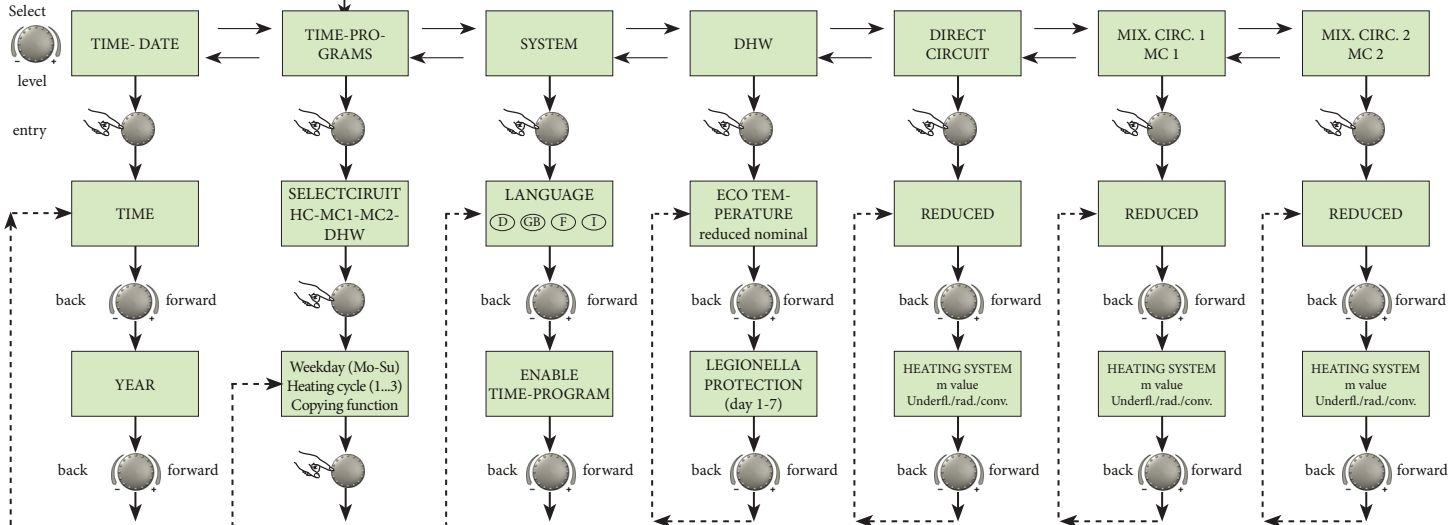 Select
level
entry
TIME- DATE
TIME-PRO-
GRAMS
SYSTEM
DHW
DIRECT
CIRCUIT
MIX. CIRC. 1
MC 1
MIX. CIRC. 2
MC 2
- +
TIME
SELECTCIRUIT
HC-MC1-MC2-
DHW
LANGUAGE
D GB F I
ECO TEM-
PERATURE
reduced nominal
REDUCED
REDUCED
REDUCED
back - + forward
back - + forward
back - + forward
back - + forward
back - + forward
back - + forward
YEAR
Weekday (Mo-Su)
Heating cycle (1...3)
Copying function
ENABLE
TIME-PROGRAM
LEGIONELLA
PROTECTION
(day 1-7)
HEATING SYSTEM
m value
Underfl./rad./conv.
HEATING SYSTEM
m value
Underfl./rad./conv.
HEATING SYSTEM
m value
Underfl./rad./conv.
back - + forward
back - + forward
back - + forward
back - + forward
back - + forward
back - + forward